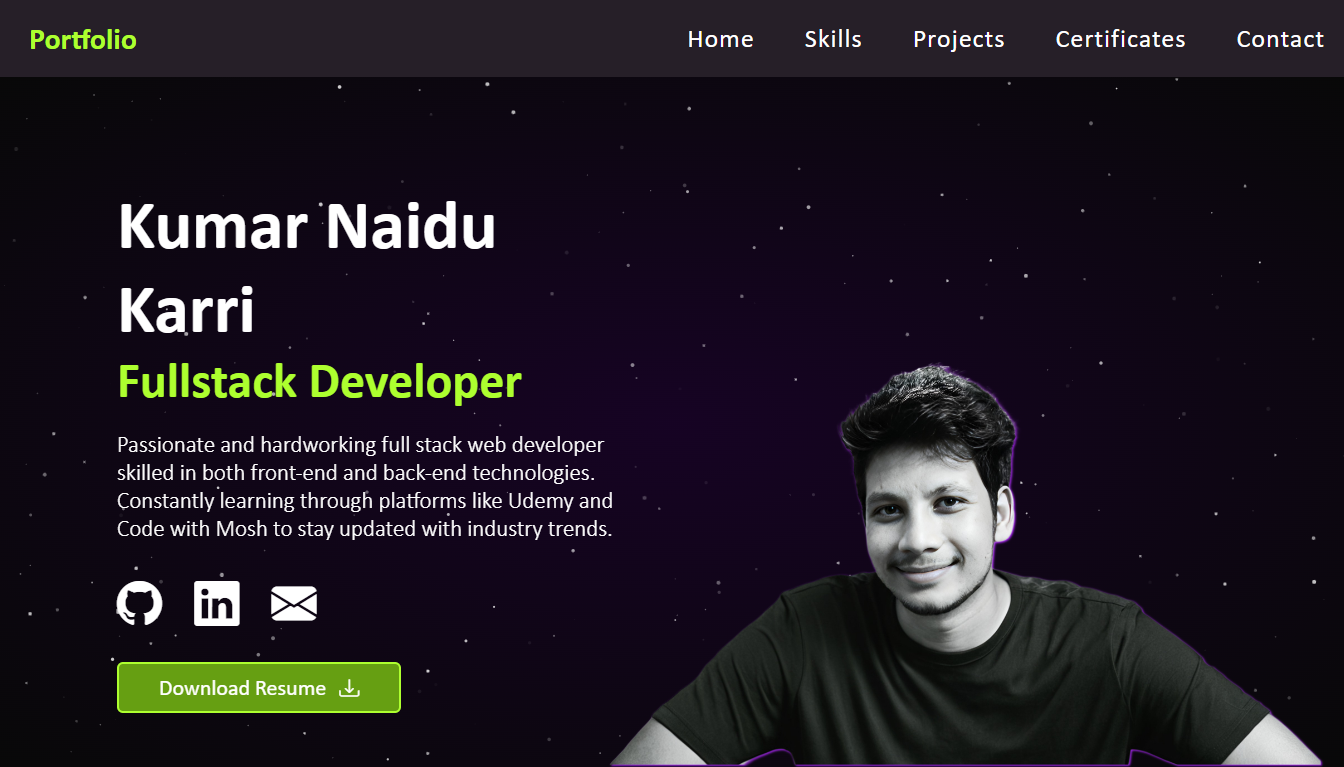 Portfolio
Home Skills Projects Certificates Contact
Kumar Naidu
Karri
Fullstack Developer
Passionate and hardworking full stack web developer
skilled in both front-end and back-end technologies.
Constantly learning through platforms like Udemy and
Code with Mosh to stay updated with industry trends.
in
Download Resume